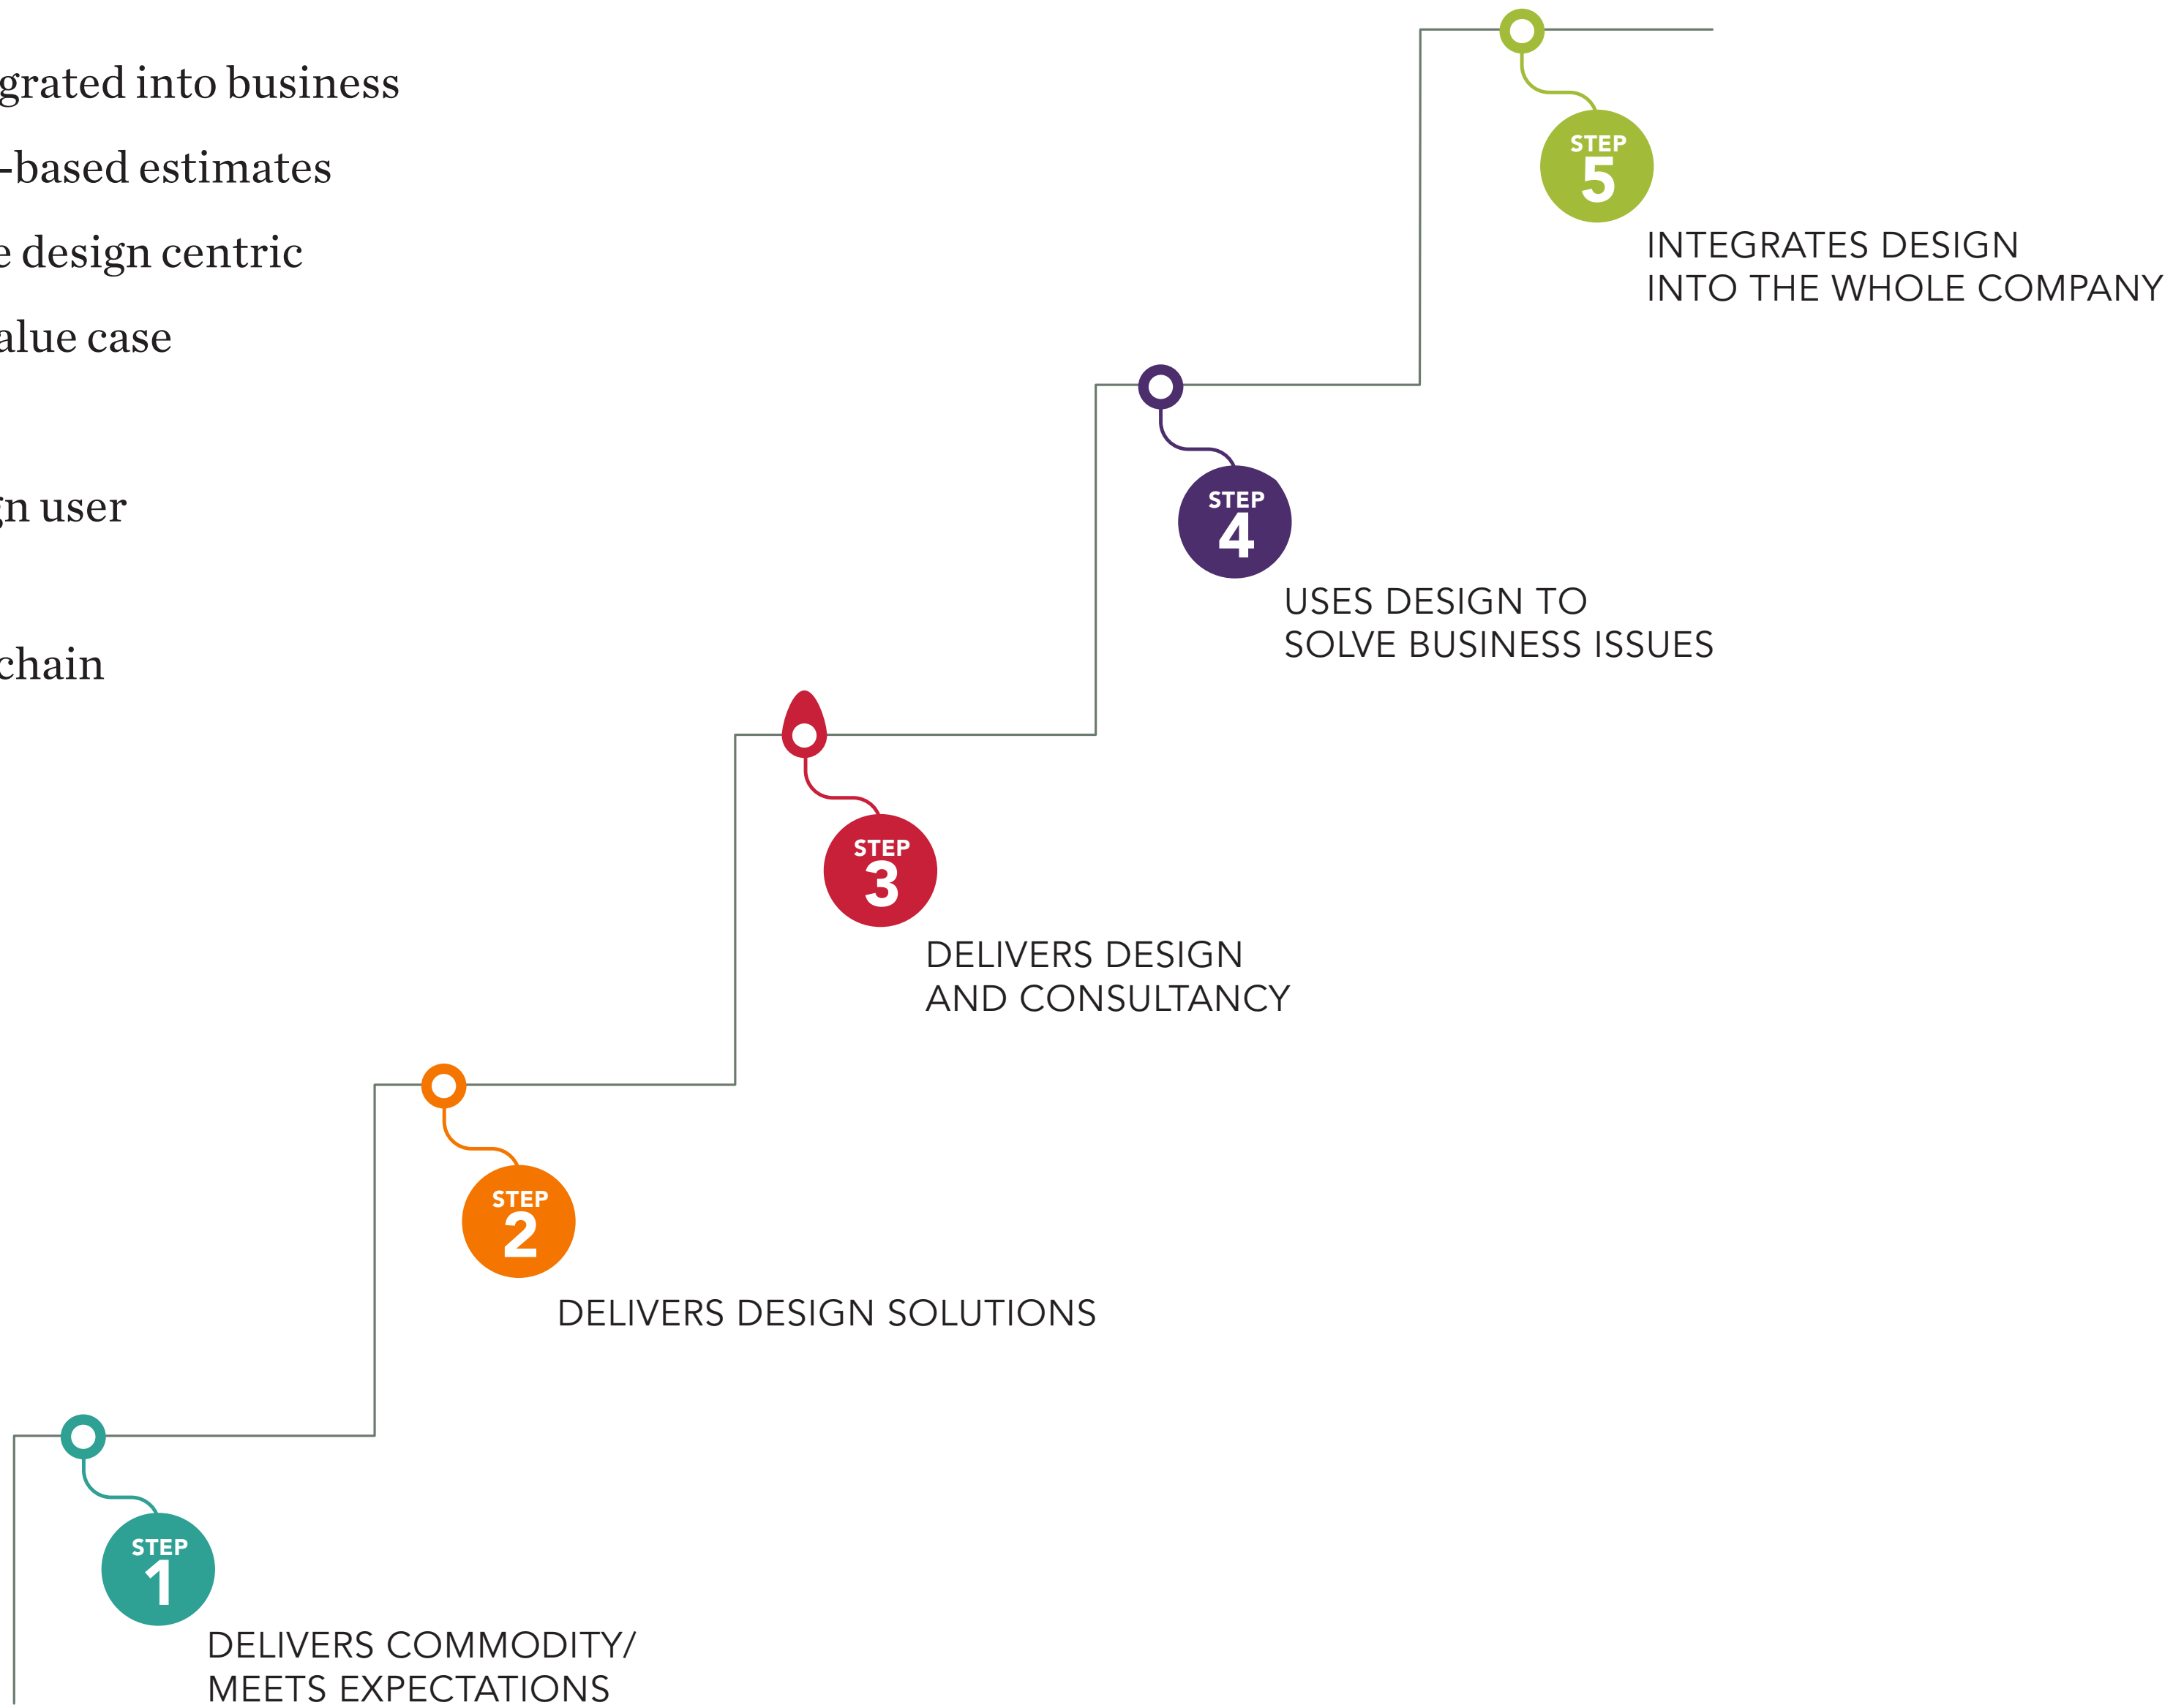 grated into business
-based estimates
design centric
alue case
user
chain
STEP
5
INTEGRATES DESIGN
INTO THE WHOLE COMPANY
STEP
4
USES DESIGN TO
SOLVE BUSINESS ISSUES
STEP
3
DELIVERS DESIGN
AND CONSULTANCY
STEP
2
DELIVERS DESIGN SOLUTIONS
STEP
1
DELIVERS COMMODITY/
MEETS EXPECTATIONS